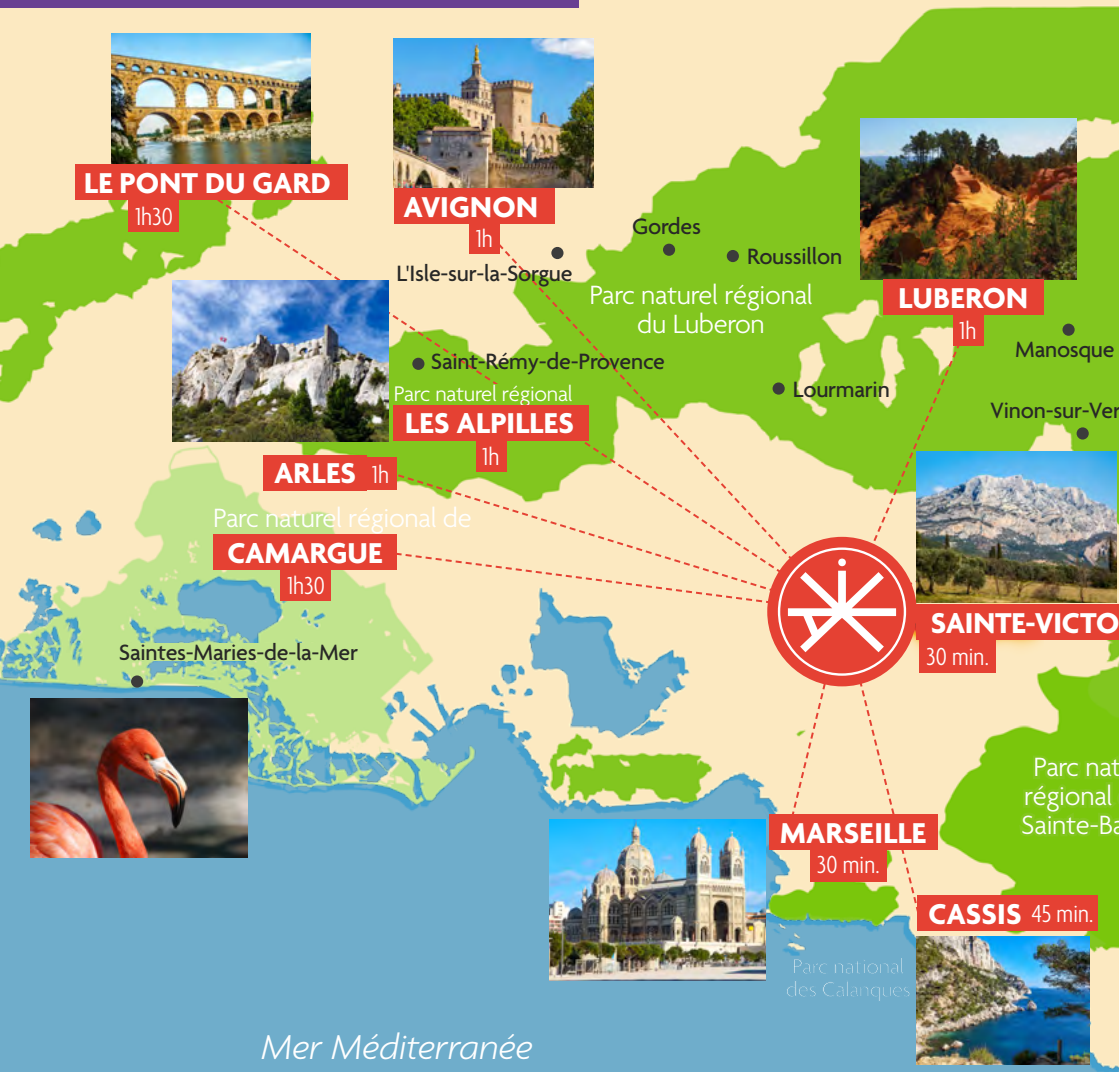 LE PONT DU GARD
1h30
AVIGNON
1h
L'Isle-sur-la-Sorgue
Gordes
Roussillon
Parc naturel régional
du Luberon
LUBERON
1h
Manosque
Saint-Rémy-de-Provence
Lourmarin
Parc naturel régional
LES ALPILLES
1h
Vinon-sur-Ver
ARLES 1h
Parc naturel régional de
CAMARGUE
1h30
SAINTE-VICTO
30 min.
Saintes-Maries-de-la-Mer
Parc nat
régional
Sainte-Ba
MARSEILLE
30 min.
CASSIS 45 min.
Parc national
des Calanques
Mer Méditerranée